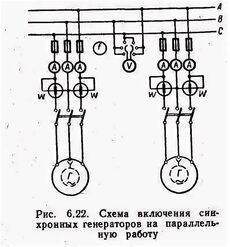 A
B
C
f
A A A
V
A A A
W W
W W
Г
Г
Рис. 6.22. Схема включения син-
хронных генераторов на параллель-
ную работу